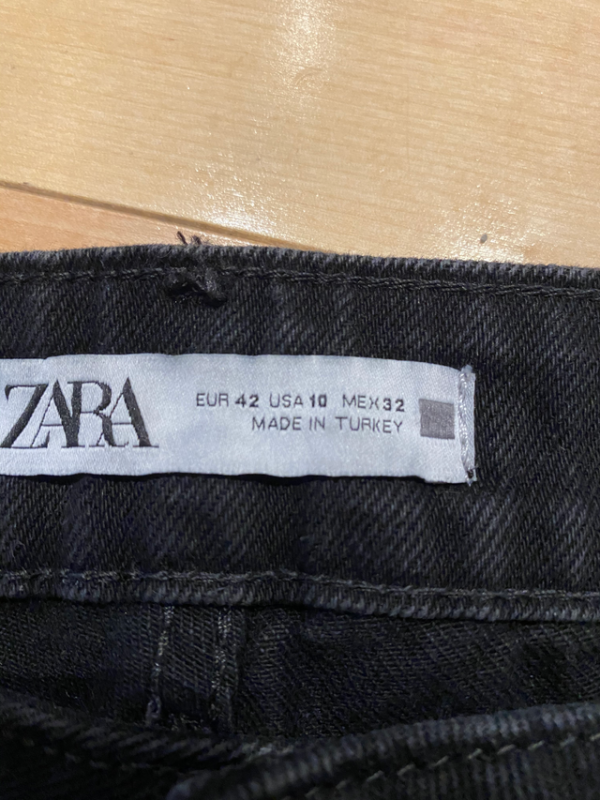 ZARA
EUR 42 USA 10 MEX 32
MADE IN TURKEY